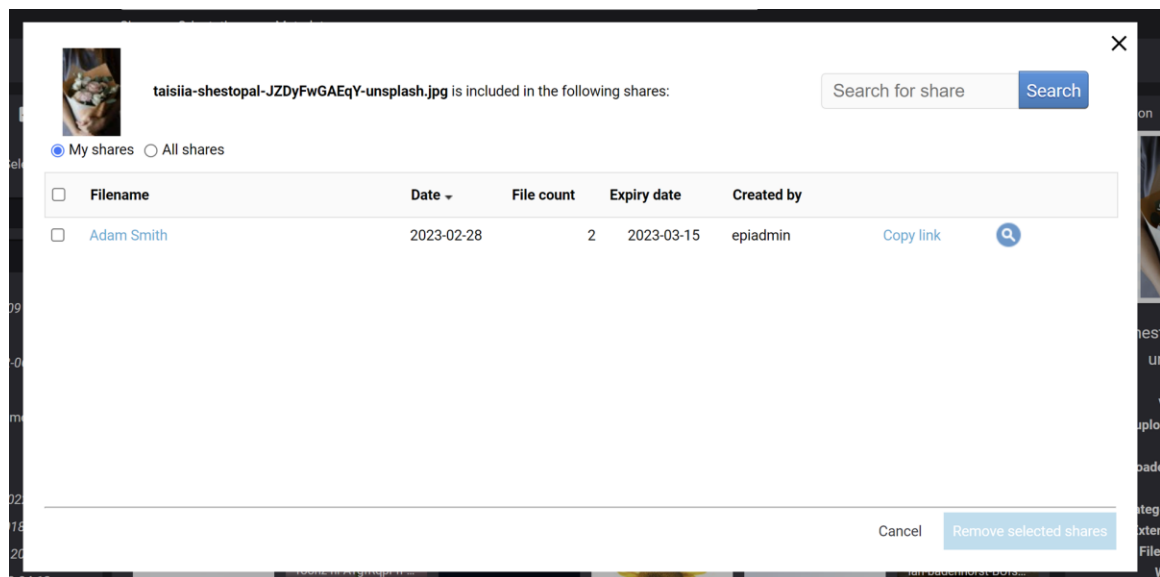 taisiia-shestopal-JZDyFwGAEqY-unsplash.jpg is included in the following shares:
Search for share
Search
My shares
All shares
Filename Date File count Expiry date Created by
Adam Smith 2023-02-28 2 2023-03-15 epiadmin Copy link
Cancel
Remove selected shares